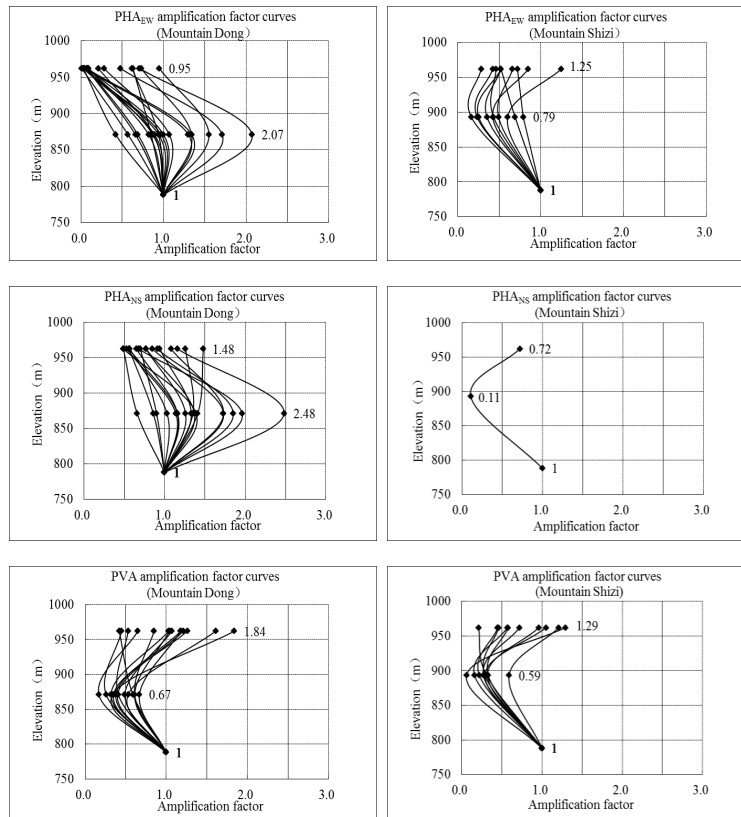 PHAEW amplification factor curves
(Mountain Dong）
1000
950
900
850
800
750
Elevation（m）
0.95
2.07
1
0.0 1.0 2.0 3.0
Amplification factor
PHAEW amplification factor curves
(Mountain Shizi）
1000
950
900
850
800
750
Elevation（m）
1.25
0.79
1
0.0 1.0 2.0 3.0
Amplification factor
PHANS amplification factor curves
(Mountain Dong）
1000
950
900
850
800
750
Elevation（m）
1.48
2.48
1
0.0 1.0 2.0 3.0
Amplification factor
PHANS amplification factor curves
(Mountain Shizi）
1000
950
900
850
800
750
Elevation（m）
0.72
0.11
1
0.0 1.0 2.0 3.0
Amplification factor
PVA amplification factor curves
(Mountain Dong）
1000
950
900
850
800
750
Elevation（m）
1.84
0.67
1
0.0 1.0 2.0 3.0
Amplification factor
PVA amplification factor curves
(Mountain Shizi)
1000
950
900
850
800
750
Elevation（m）
1.29
0.59
1
0.0 1.0 2.0 3.0
Amplification factor